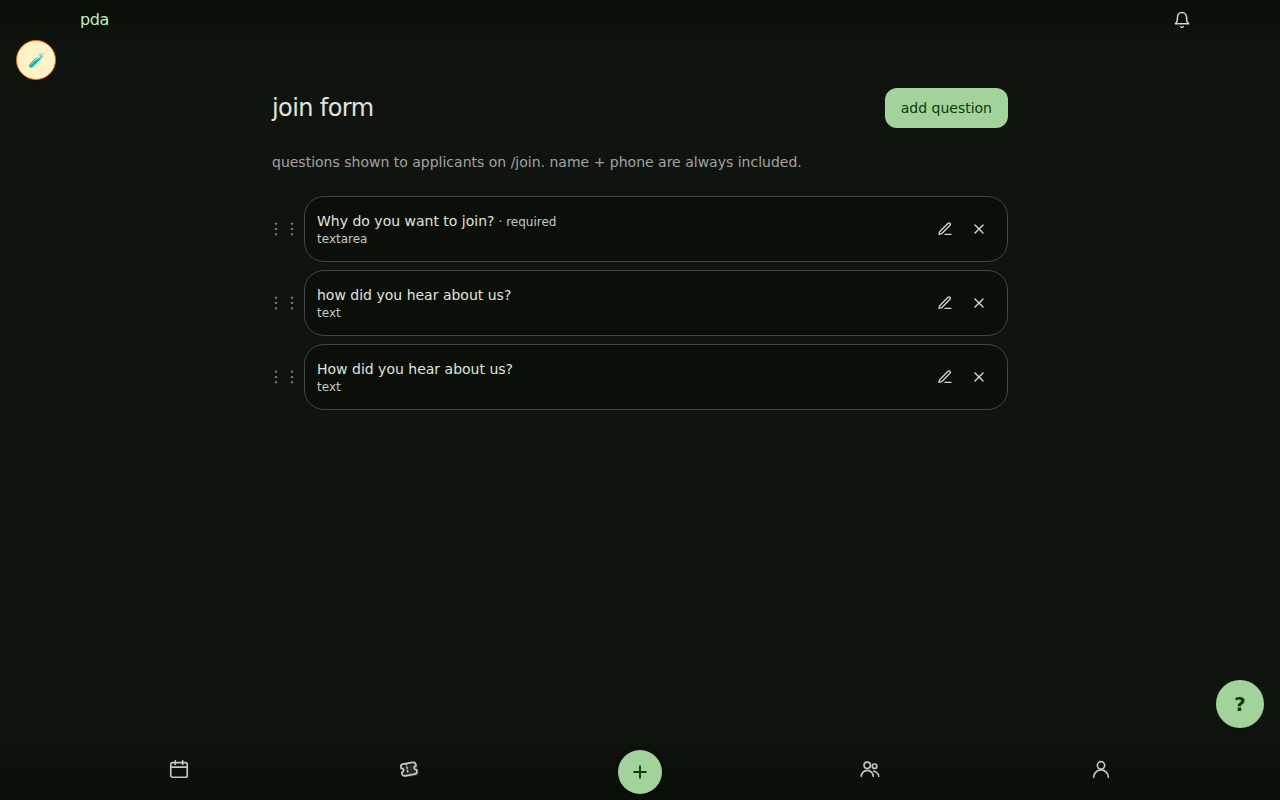 pda
join form
add question
questions shown to applicants on /join. name + phone are always included.
Why do you want to join? · required
textarea
how did you hear about us?
text
How did you hear about us?
text
?